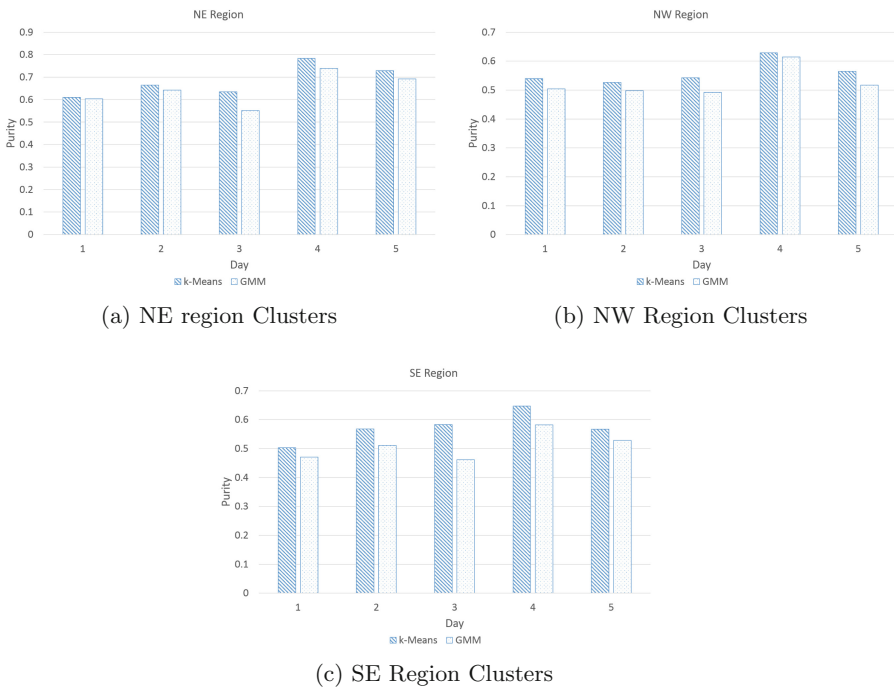 NE Region
0.9
0.8
0.7
0.6
0.5
0.4
0.3
0.2
0.1
0
Purity
1 2 3 4 5
Day
k-Means GMM
(a) NE region Clusters
NW Region
0.7
0.6
0.5
0.4
0.3
0.2
0.1
0
Purity
1 2 3 4 5
Day
k-Means GMM
(b) NW Region Clusters
SE Region
0.7
0.6
0.5
0.4
0.3
0.2
0.1
0
Purity
1 2 3 4 5
Day
k-Means GMM
(c) SE Region Clusters